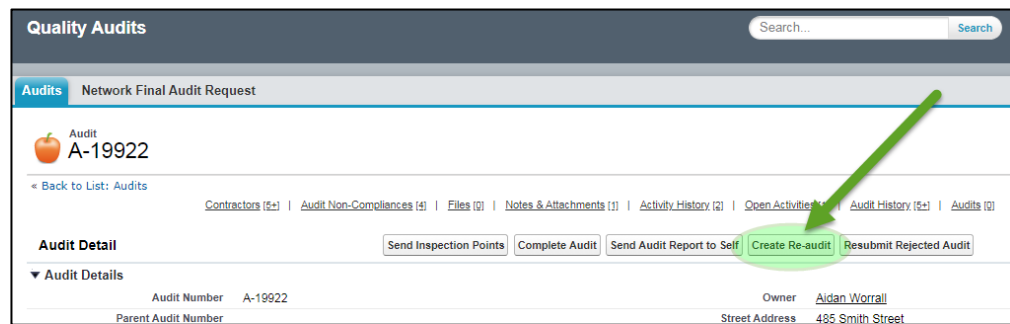 Quality Audits
Search...
Search
Audits Network Final Audit Request
Audit
A-19922
« Back to List: Audits
Contractors [5+] | Audit Non-Compliances [4] | Files [0] | Notes & Attachments [1] | Activity History [2] | Open | Audit History [5+] | Audits [0]
Audit Detail
Send Inspection Points Complete Audit Send Audit Report to Self Create Re-audit Resubmit Rejected Audit
▼ Audit Details
Audit Number A-19922 Owner Aidan Worrall
Parent Audit Number Street Address 485 Smith Street